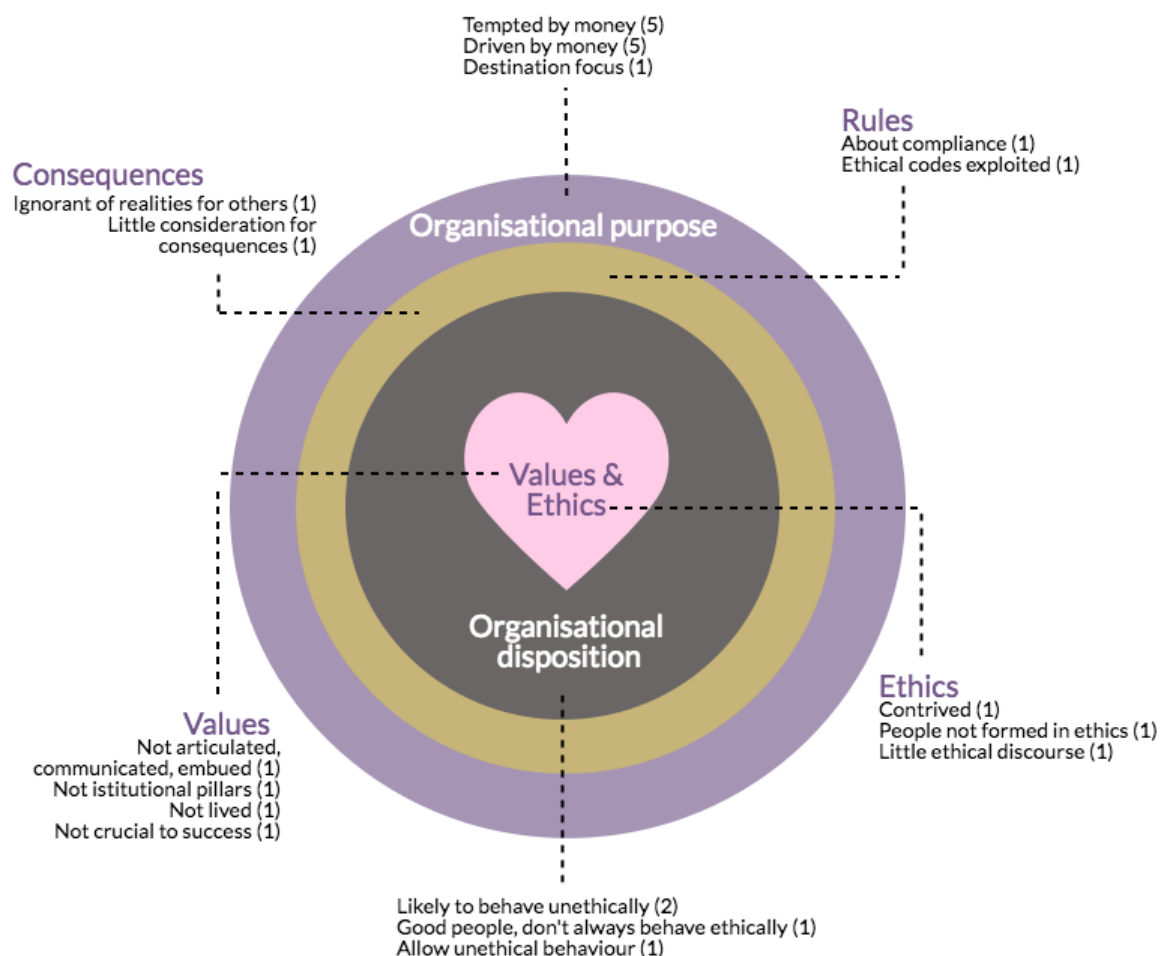 Tempted by money (5)
Driven by money (5)
Destination focus (1)
Rules
About compliance (1)
Ethical codes exploited (1)
Consequences
Ignorant of realities for others (1)
Little consideration for
consequences (1)
Organisational purpose
Values &
Ethics
Organisational
disposition
Ethics
Contrived (1)
People not formed in ethics (1)
Little ethical discourse (1)
Values
Not articulated,
communicated, embued (1)
Not istitutional pillars (1)
Not lived (1)
Not crucial to success (1)
Likely to behave unethically (2)
Good people, don't always behave ethically (1)
Allow unethical behaviour (1)